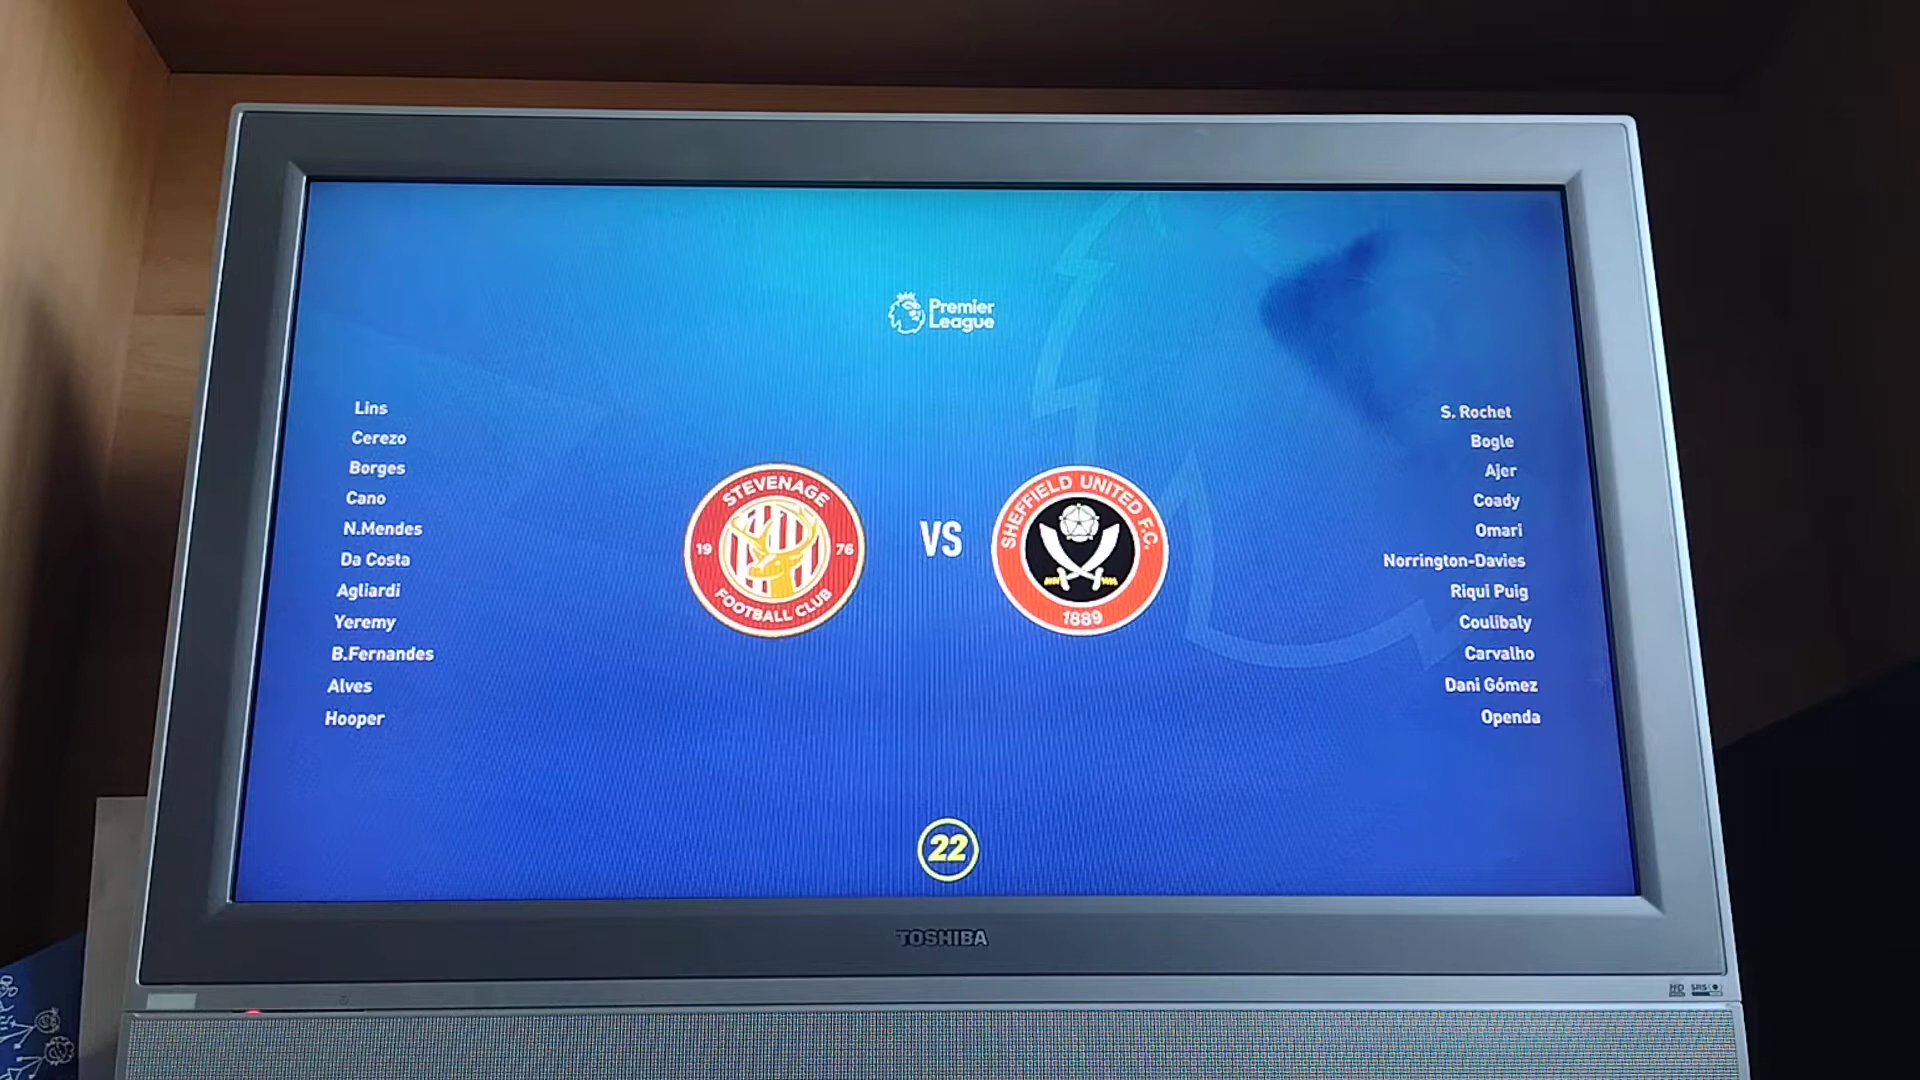 Premier
League
Lins
Cerezo
Borges
Cano
N.Mendes
Da Costa
Agliardi
Yeremy
B.Fernandes
Alves
Hooper
STEVENAGE
19 76
FOOTBALL CLUB
VS
SHEFFIELD UNITED F.C.
1889
S. Rochet
Bogle
Ajer
Coady
Omari
Norrington-Davies
Riqui Puig
Coulibaly
Carvalho
Dani Gómez
Openda
22
TOSHIBA
HD SRS